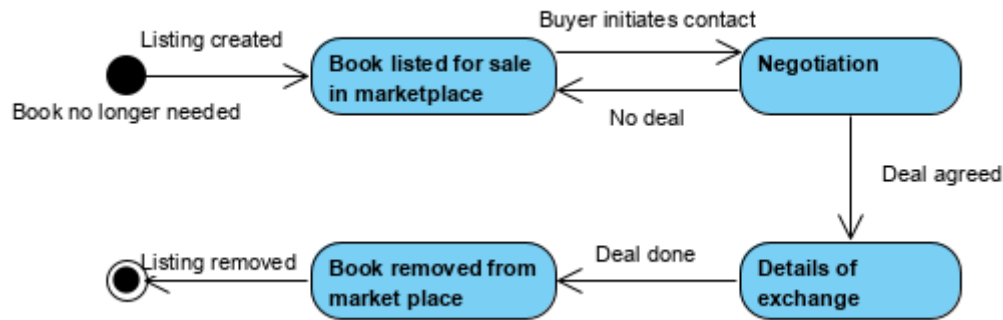 Buyer initiates contact
Listing created
Book listed for sale
in marketplace
Negotiation
Book no longer needed
No deal
Deal agreed
Listing removed
Book removed from
market place
Deal done
Details of
exchange